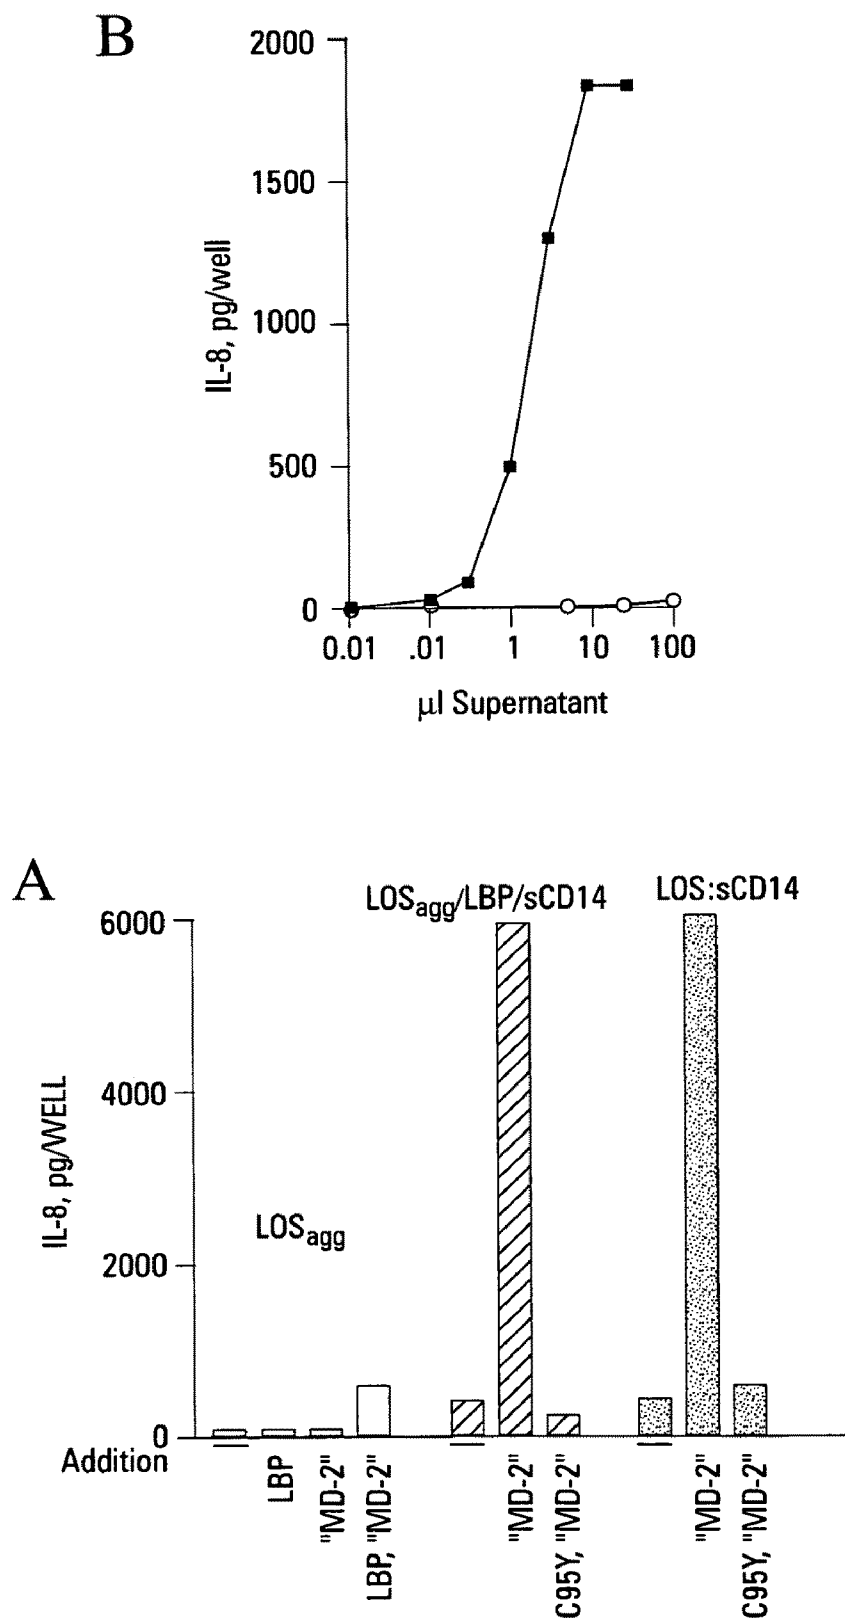 B
2000
1500
1000
500
0
IL-8, pg/well
0.01 .01 1 10 100
µl Supernatant
A
LOSagg/LBP/sCD14
LOS:sCD14
6000
4000
2000
0
IL-8, pg/WELL
LOSagg
Addition
—
LBP
"MD-2"
LBP, "MD-2"
—
"MD-2"
C95Y, "MD-2"
—
"MD-2"
C95Y, "MD-2"